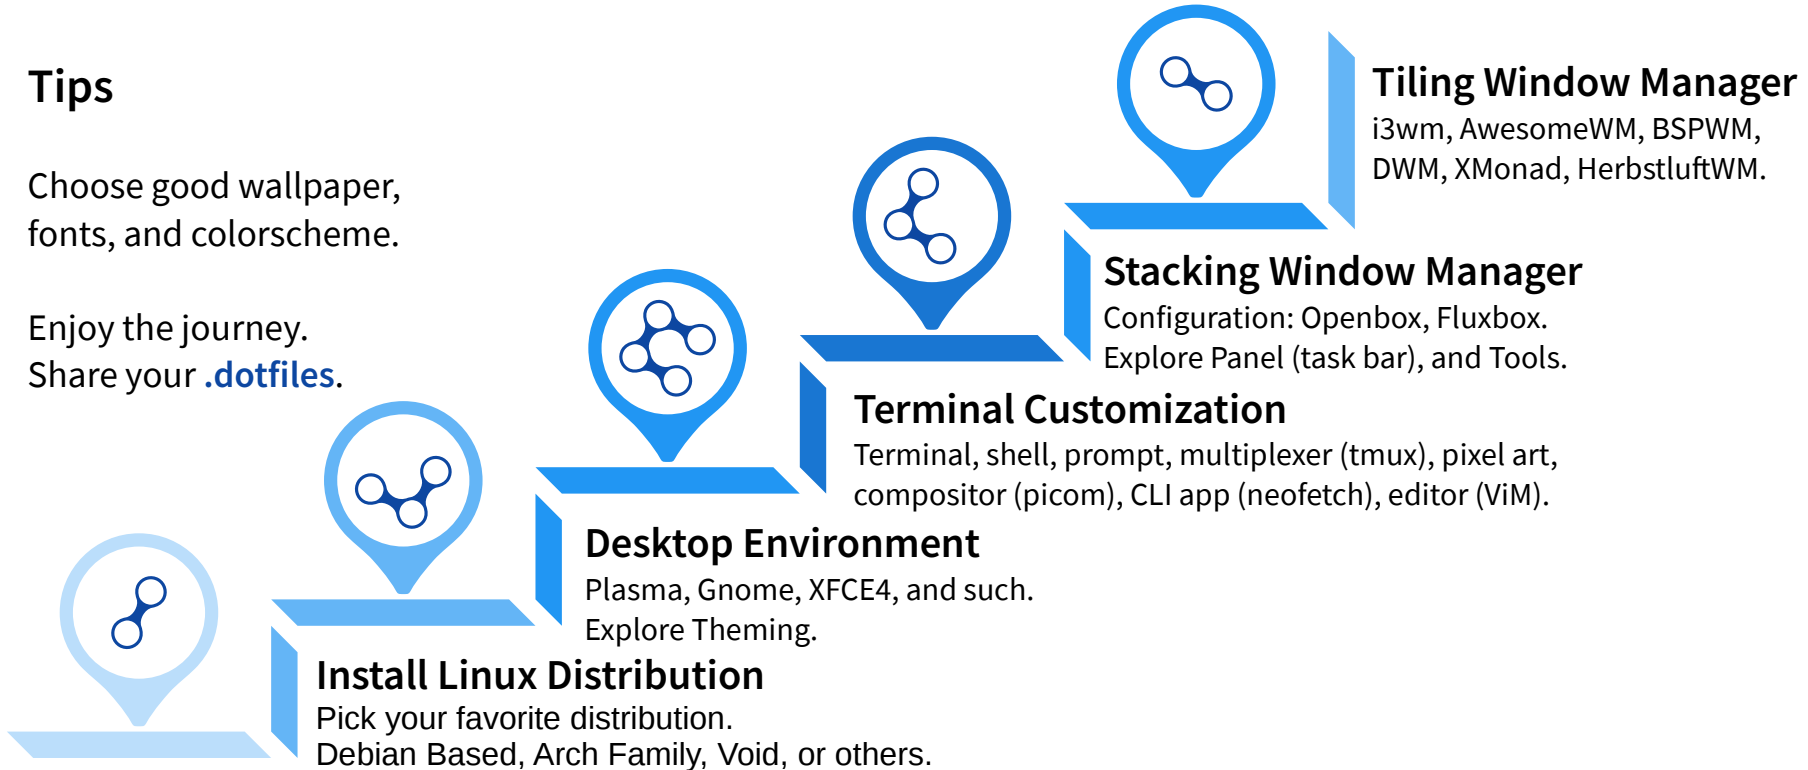 Tips
Choose good wallpaper,
fonts, and colorscheme.
Enjoy the journey.
Share your .dotfiles.
Tiling Window Manager
i3wm, AwesomeWM, BSPWM,
DWM, XMonad, HerbstluftWM.
Stacking Window Manager
Configuration: Openbox, Fluxbox.
Explore Panel (task bar), and Tools.
Terminal Customization
Terminal, shell, prompt, multiplexer (tmux), pixel art,
compositor (picom), CLI app (neofetch), editor (ViM).
Desktop Environment
Plasma, Gnome, XFCE4, and such.
Explore Theming.
Install Linux Distribution
Pick your favorite distribution.
Debian Based, Arch Family, Void, or others.